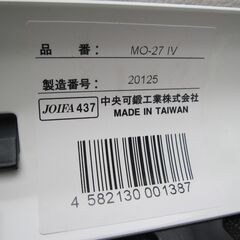 品 番： MO-27 IV
製造番号： 20125
JOIFA 437 中央可鍛工業株式会社
MADE IN TAIWAN
4 582130 001387